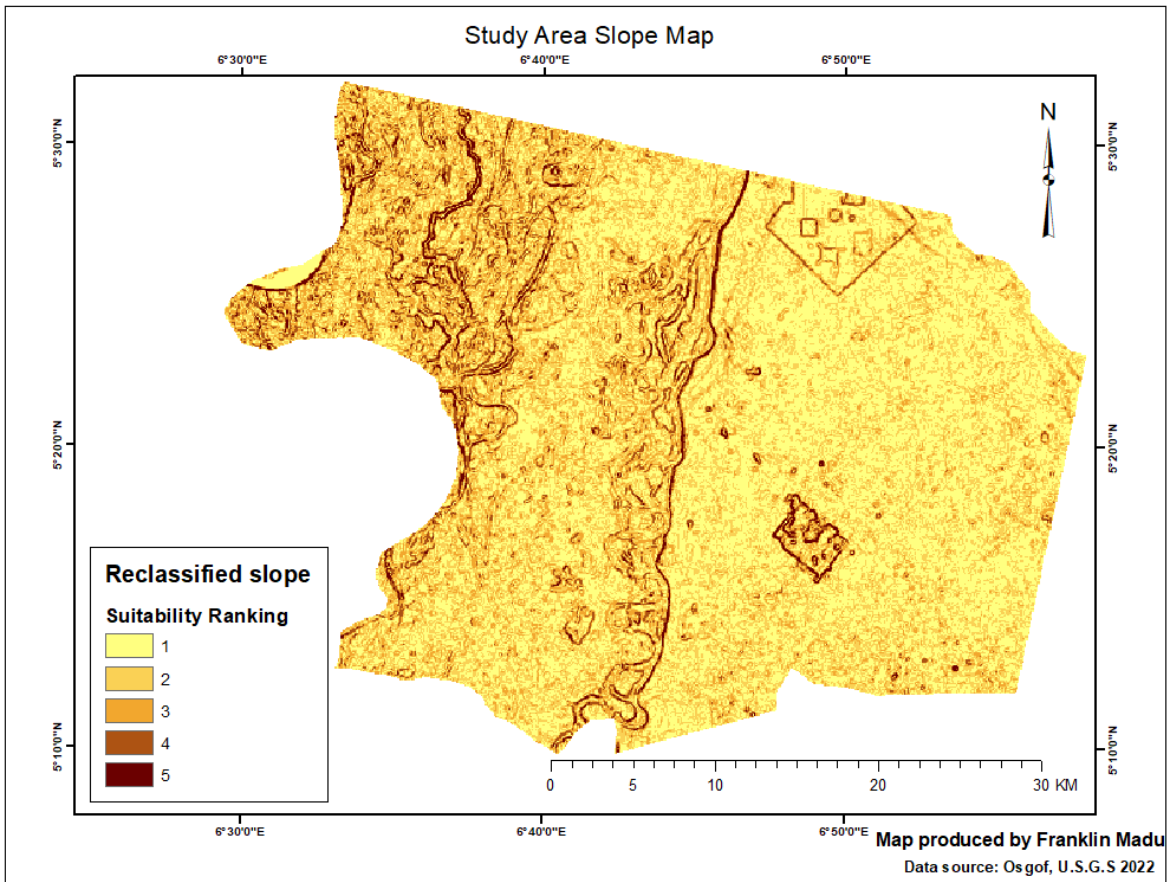 Study Area Slope Map
6°30'0"E 6°40'0"E 6°50'0"E
N
5°30'0"N 5°30'0"N
5°20'0"N 5°20'0"N
Reclassified slope
Suitability Ranking
1
2
3
4
5
5°10'0"N 5°10'0"N
0 5 10 20 30 KM
6°30'0"E 6°40'0"E 6°50'0"E
Map produced by Franklin Madu
Data source: Osgof, U.S.G.S 2022